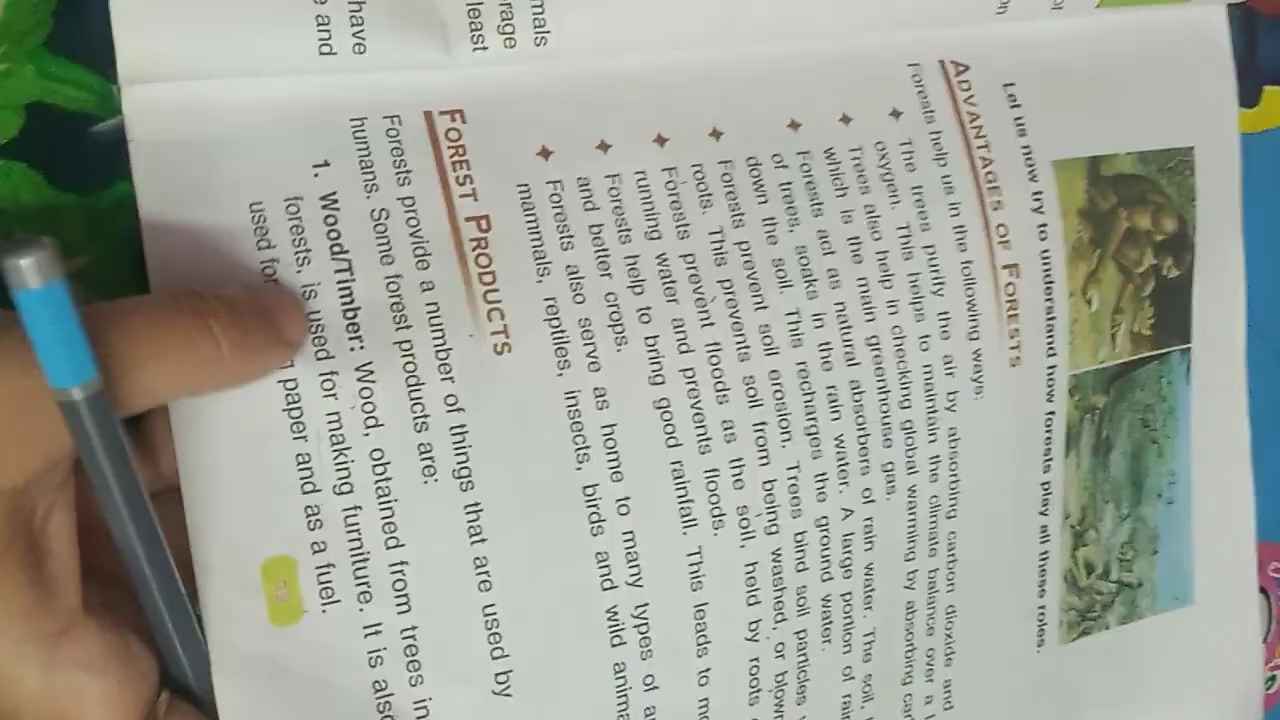 mals
rage
least
have
and
Let us now try to understand how forests play all these roles.
ADVANTAGES OF FORESTS
Forests help us in the following ways:
The trees purify the air by absorbing carbon dioxide and
oxygen. This helps to maintain the climate balance over a
Trees also help in checking global warming by absorbing car
which is the main greenhouse gas.
Forests act as natural absorbers of rain water. The soil,
of trees, soaks in the rain water. A large portion of rai
down the soil. This recharges the ground water.
Forests prevent soil erosion. Trees bind soil particles
roots. This prevents soil from being washed, or blown
Forests prevent floods as the soil, held by roots
running water and prevents floods.
Forests help to bring good rainfall. This leads to mo
and better crops.
Forests also serve as home to many types of a
mammals, reptiles, insects, birds and wild anima
FOREST PRODUCTS
Forests provide a number of things that are used by
humans. Some forest products are:
1. Wood/Timber: Wood, obtained from trees in
forests, is used for making furniture. It is also
used for paper and as a fuel.